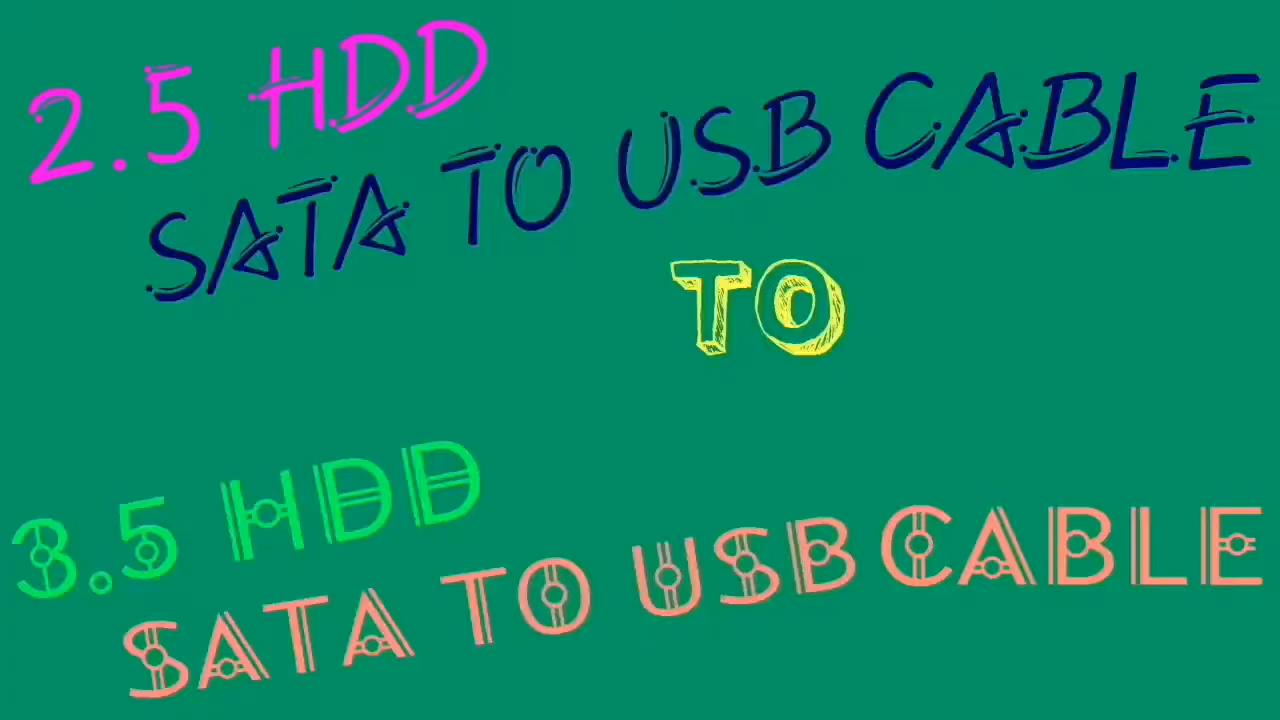 2.5 HDD
SATA TO USB CABLE
TO
3.5 HDD
SATA TO USB CABLE